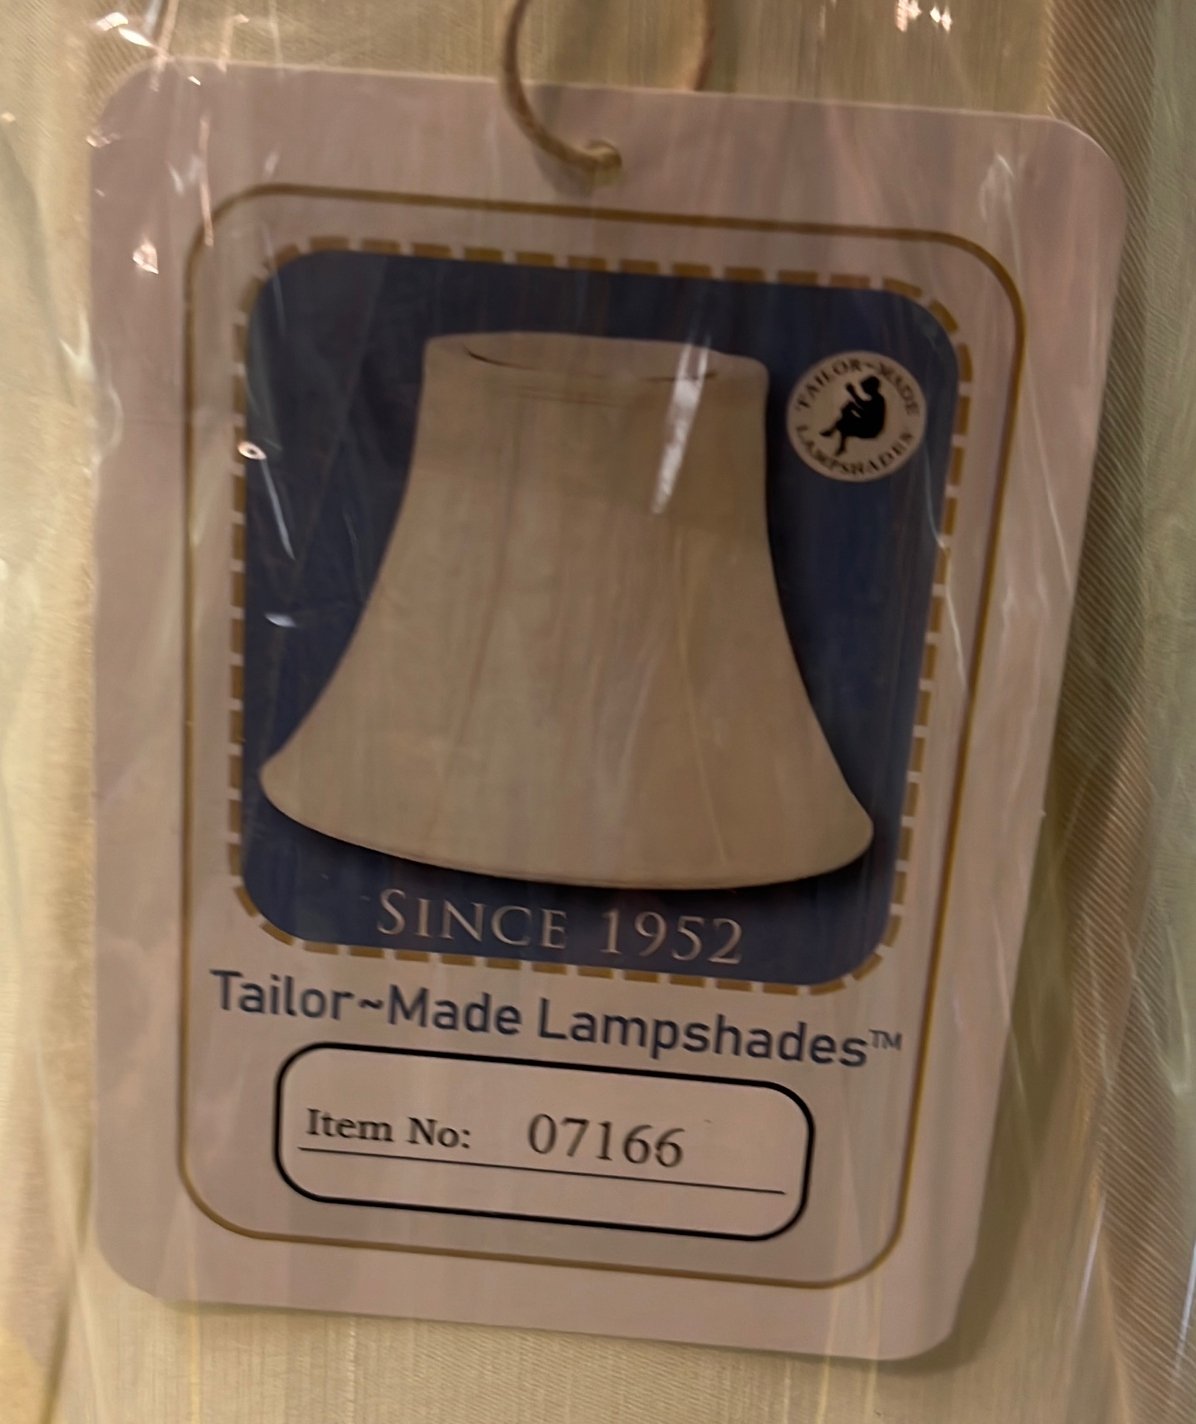 TAILOR~MADE
LAMPSHADES
SINCE 1952
Tailor~Made Lampshades™
Item No: 07166